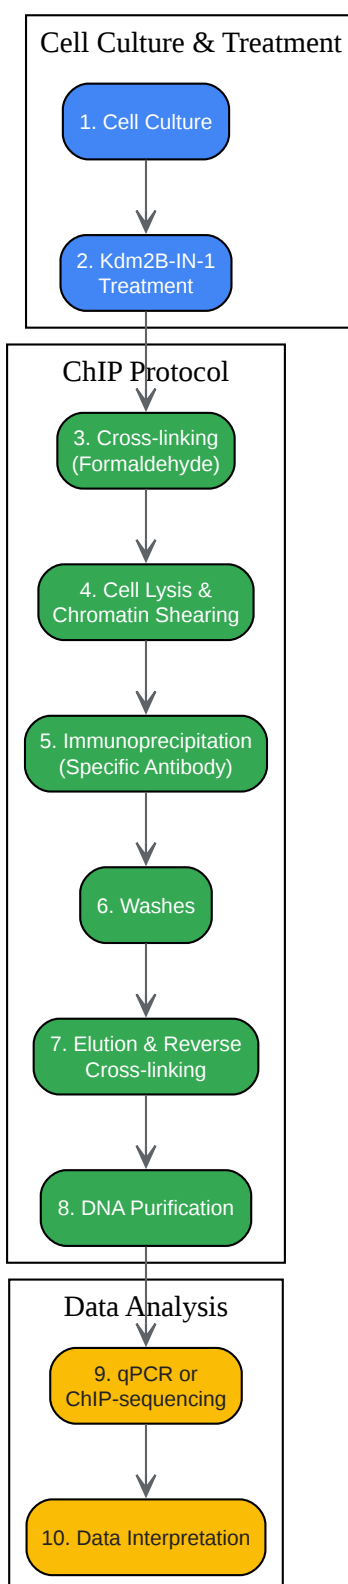 Cell Culture & Treatment
1. Cell Culture
2. Kdm2B-IN-1
Treatment
ChIP Protocol
3. Cross-linking
(Formaldehyde)
4. Cell Lysis &
Chromatin Shearing
5. Immunoprecipitation
(Specific Antibody)
6. Washes
7. Elution & Reverse
Cross-linking
8. DNA Purification
Data Analysis
9. qPCR or
ChIP-sequencing
10. Data Interpretation